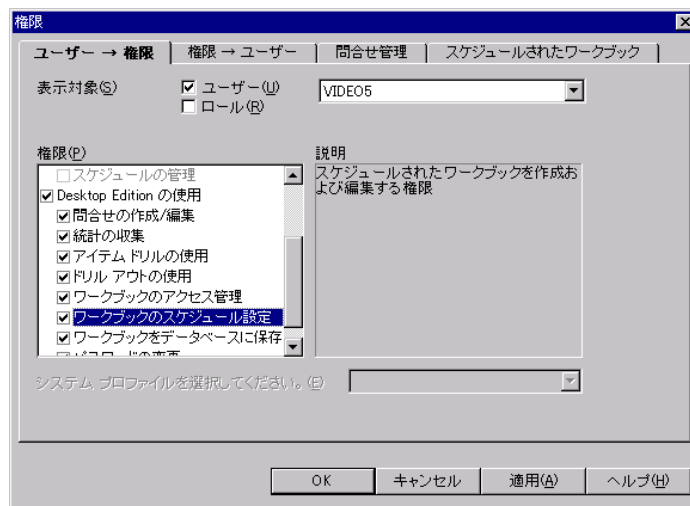 権限
ユーザー → 権限
権限 → ユーザー
問合せ管理
スケジュールされたワークブック
表示対象(S)
ユーザー(U)
ロール(R)
VIDEO5
権限(P)
スケジュールの管理
Desktop Edition の使用
問合せの作成/編集
統計の収集
アイテム ドリルの使用
ドリル アウトの使用
ワークブックのアクセス管理
ワークブックのスケジュール設定
ワークブックをデータベースに保存
パスワードの変更
説明
スケジュールされたワークブックを作成お
よび編集する権限
システム プロファイルを選択してください。(E)
OK
キャンセル
適用(A)
ヘルプ(H)